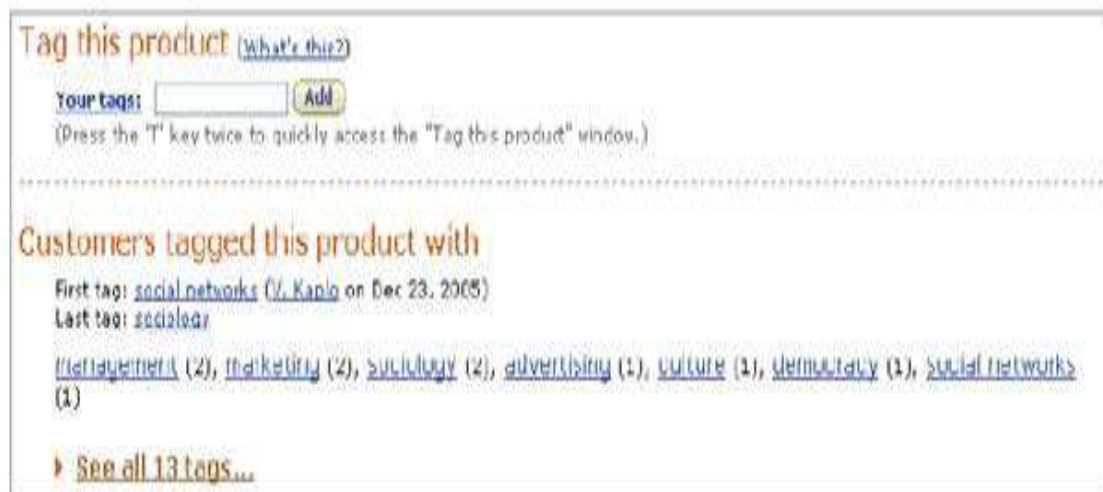 Tag this product (What's this?)
Your tags: Add
(Press the 'T' key twice to quickly access the "Tag this product" window.)
Customers tagged this product with
First tag: social networks (V. Kaplo on Dec 23, 2005)
Last tag: sociology
management (2), marketing (2), sociology (2), advertising (1), culture (1), democracy (1), social networks
(1)
See all 13 tags...